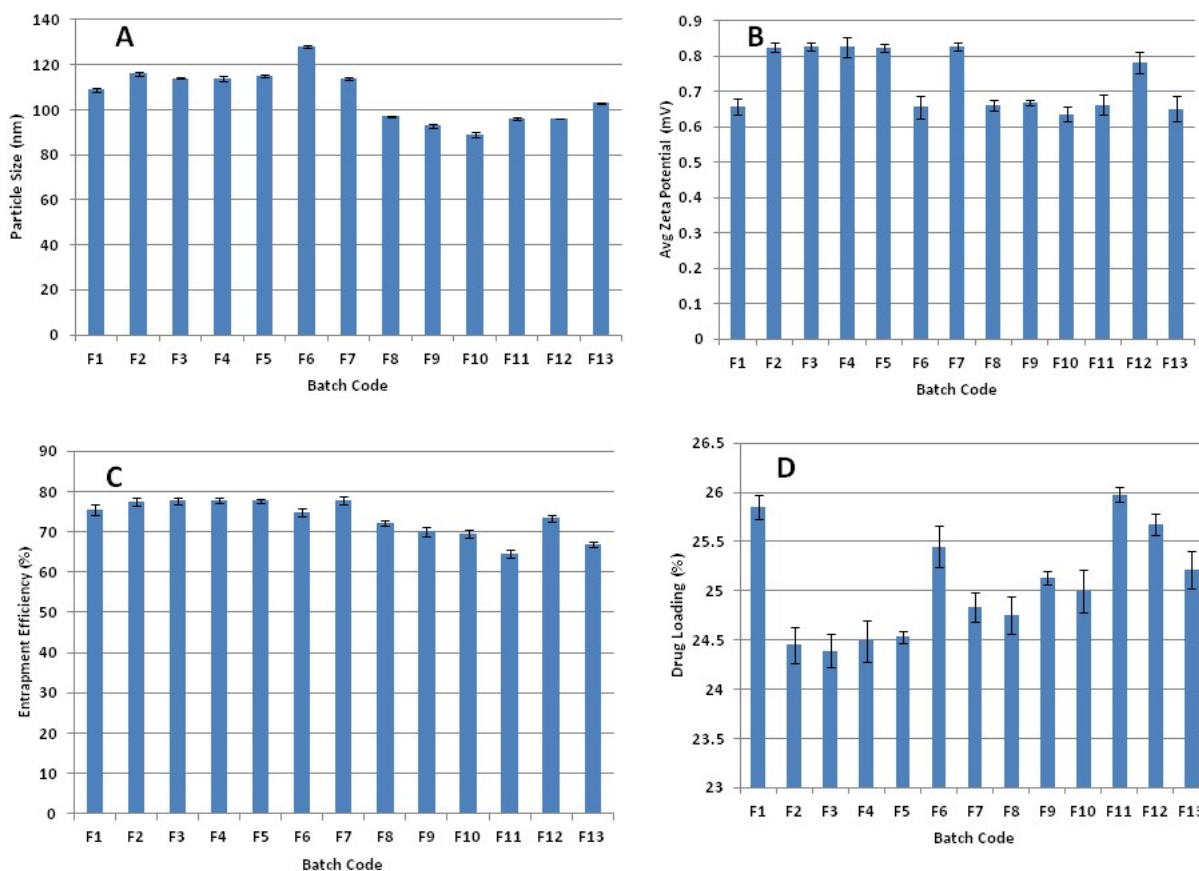 A
Particle Size (nm)
140
120
100
80
60
40
20
0
F1 F2 F3 F4 F5 F6 F7 F8 F9 F10 F11 F12 F13
Batch Code
B
Avg Zeta Potential (mV)
0.9
0.8
0.7
0.6
0.5
0.4
0.3
0.2
0.1
0
F1 F2 F3 F4 F5 F6 F7 F8 F9 F10 F11 F12 F13
Batch Code
C
Entrapment Efficiency (%)
90
80
70
60
50
40
30
20
10
0
F1 F2 F3 F4 F5 F6 F7 F8 F9 F10 F11 F12 F13
Batch Code
D
Drug Loading (%)
26.5
26
25.5
25
24.5
24
23.5
23
F1 F2 F3 F4 F5 F6 F7 F8 F9 F10 F11 F12 F13
Batch Code